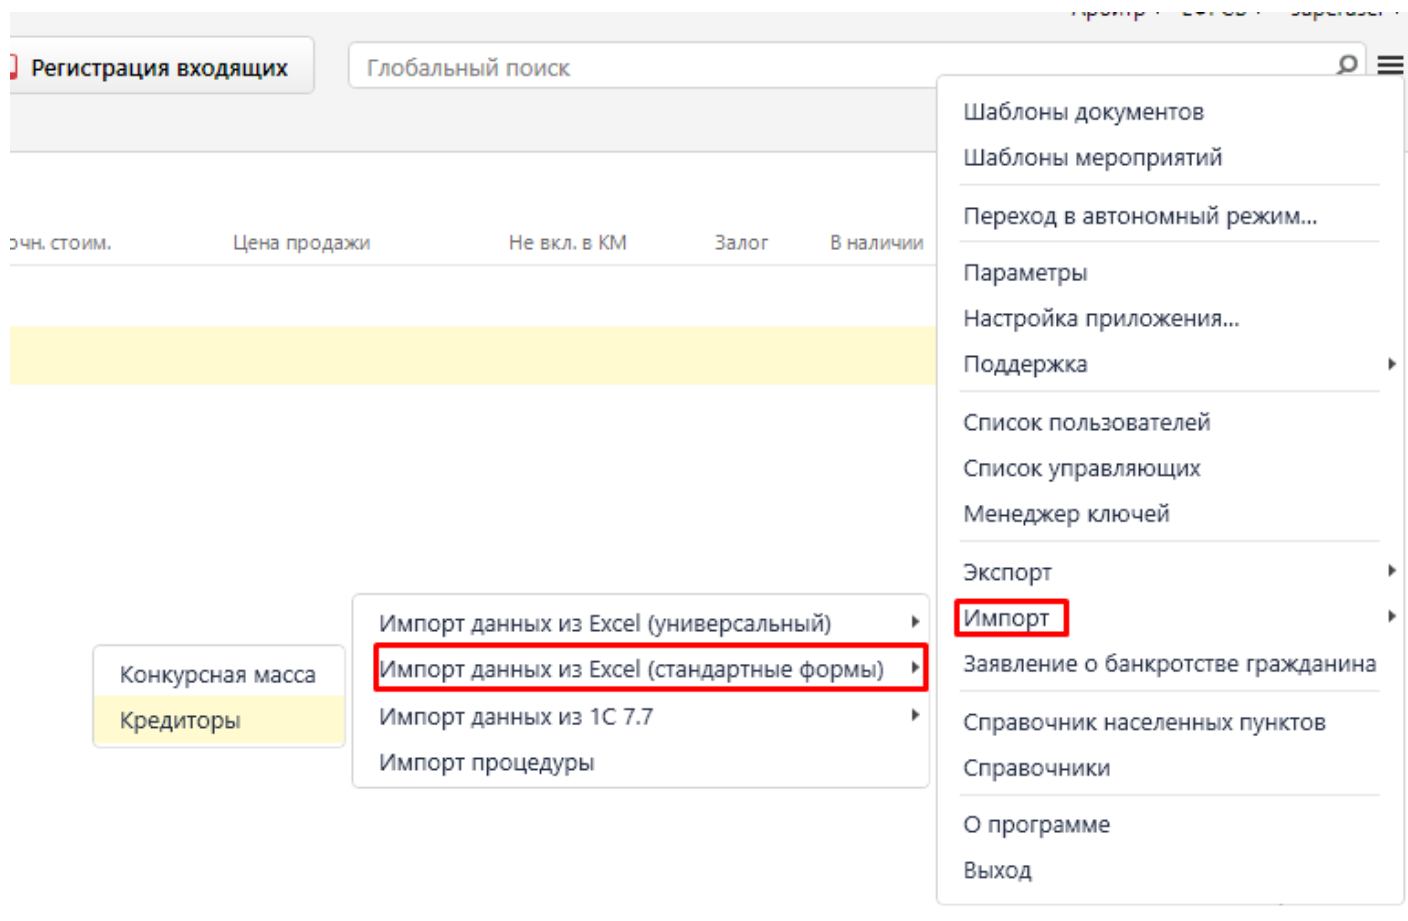 Регистрация входящих
Глобальный поиск
Шаблоны документов
Шаблоны мероприятий
Переход в автономный режим...
стоим. Цена продажи Не вкл. в КМ Залог В наличии
Параметры
Настройка приложения...
Поддержка
Список пользователей
Список управляющих
Менеджер ключей
Экспорт
Импорт
Заявление о банкротстве гражданина
Справочник населенных пунктов
Справочники
О программе
Выход
Импорт данных из Excel (универсальный)
Импорт данных из Excel (стандартные формы)
Импорт данных из 1С 7.7
Импорт процедуры
Конкурсная масса
Кредиторы